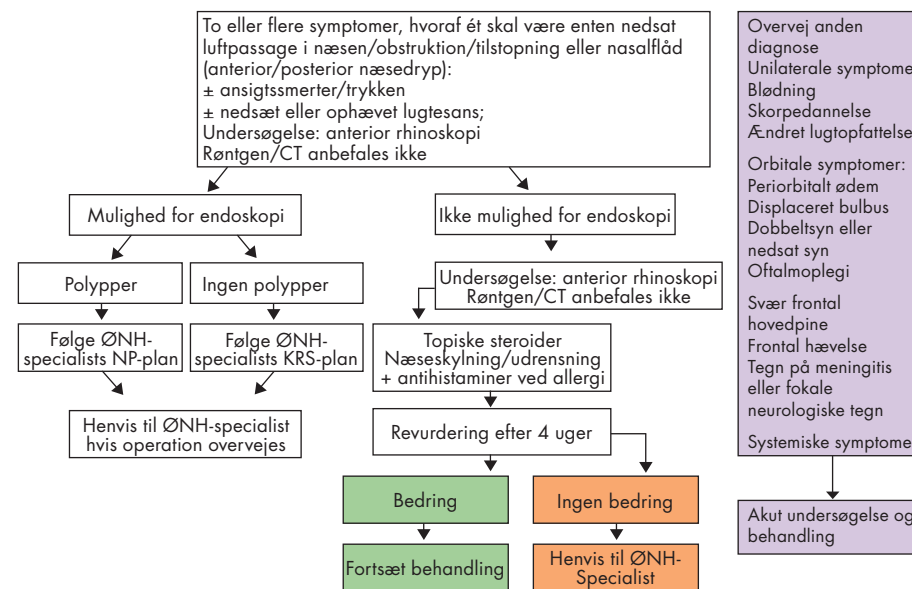 To eller flere symptomer, hvoraf ét skal være enten nedsat
luftpassage i næsen/obstruktion/tilstopning eller nasalflåd
(anterior/posterior næsedryp):
± ansigtssmerter/trykken
± nedsæt eller ophævet lugtesans;
Undersøgelse: anterior rhinoskopi
Røntgen/CT anbefales ikke
Mulighed for endoskopi
Ikke mulighed for endoskopi
Polypper
Ingen polypper
Undersøgelse: anterior rhinoskopi
Røntgen/CT anbefales ikke
Følge ØNH-
specialists NP-plan
Følge ØNH-
specialists KRS-plan
Topiske steroider
Næseskylning/udrensning
+ antihistaminer ved allergi
Henvis til ØNH-specialist
hvis operation overvejes
Revurdering efter 4 uger
Bedring
Ingen bedring
Fortsæt behandling
Henvis til ØNH-
Specialist
Overvej anden
diagnose
Unilaterale symptome
Blødning
Skorpedannelse
Ændret lugtopfattelse
Orbitale symptomer:
Periorbitalt ødem
Displaceret bulbus
Dobbeltsyn eller
nedsat syn
Oftalmoplegi
Svær frontal
hovedpine
Frontal hævelse
Tegn på meningitis
eller fokale
neurologiske tegn
Systemiske symptome
Akut undersøgelse og
behandling